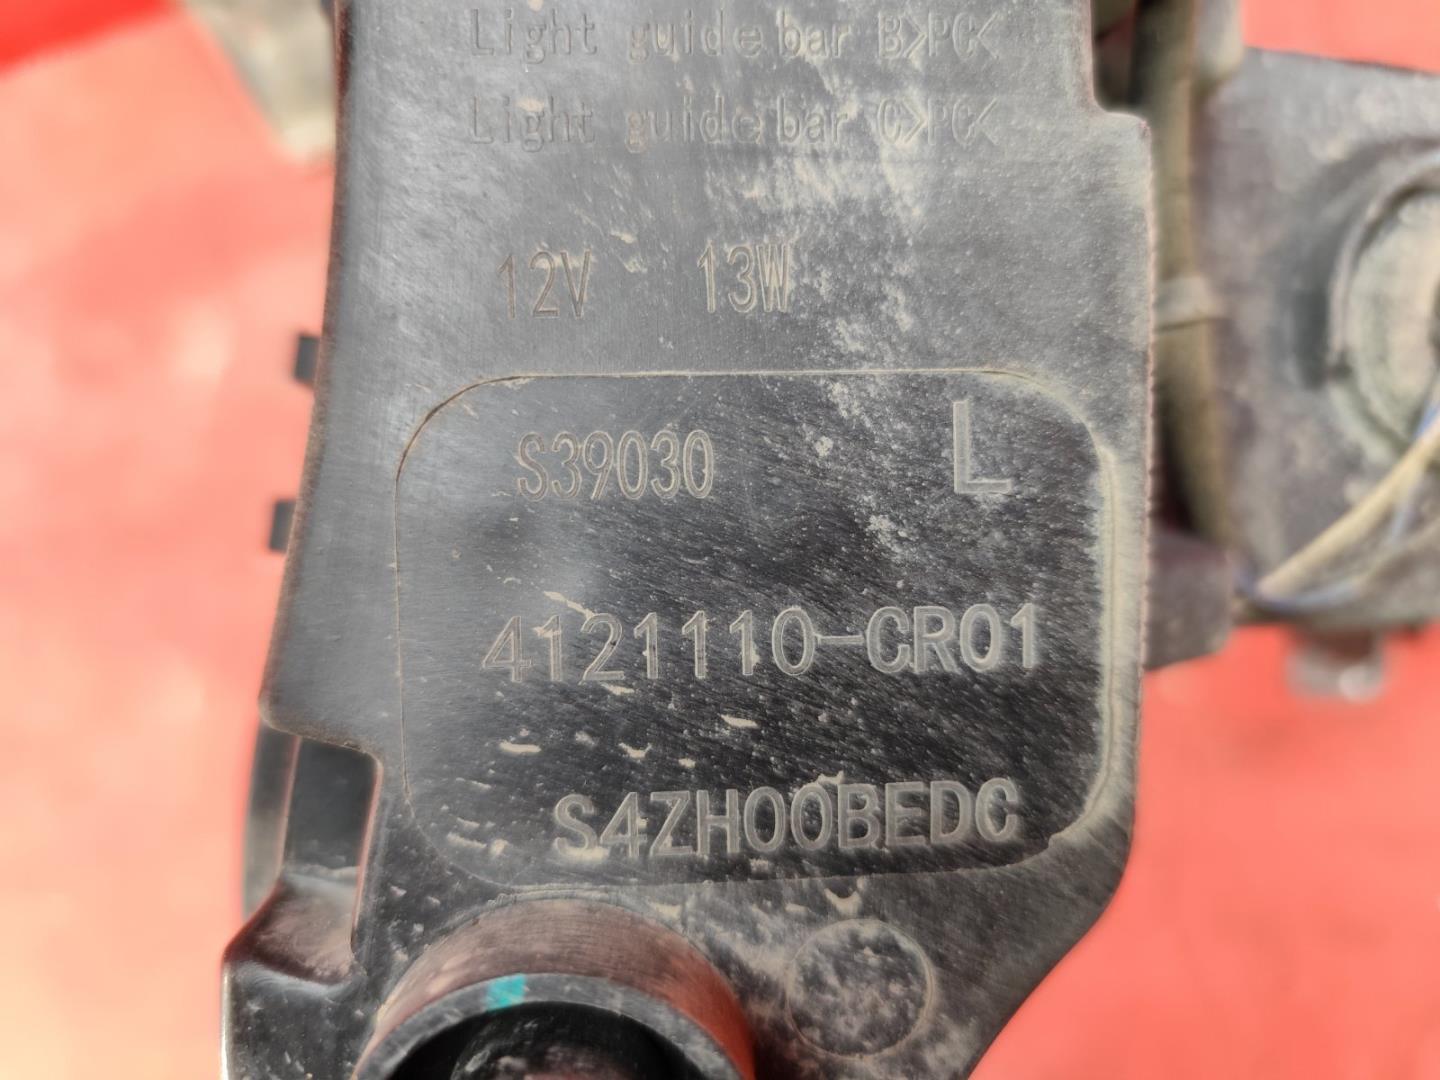 Light guide bar B>PC<
Light guide bar C>PC<
12V 13W
S39030 L
4121110-CR01
S4ZH00BEDC